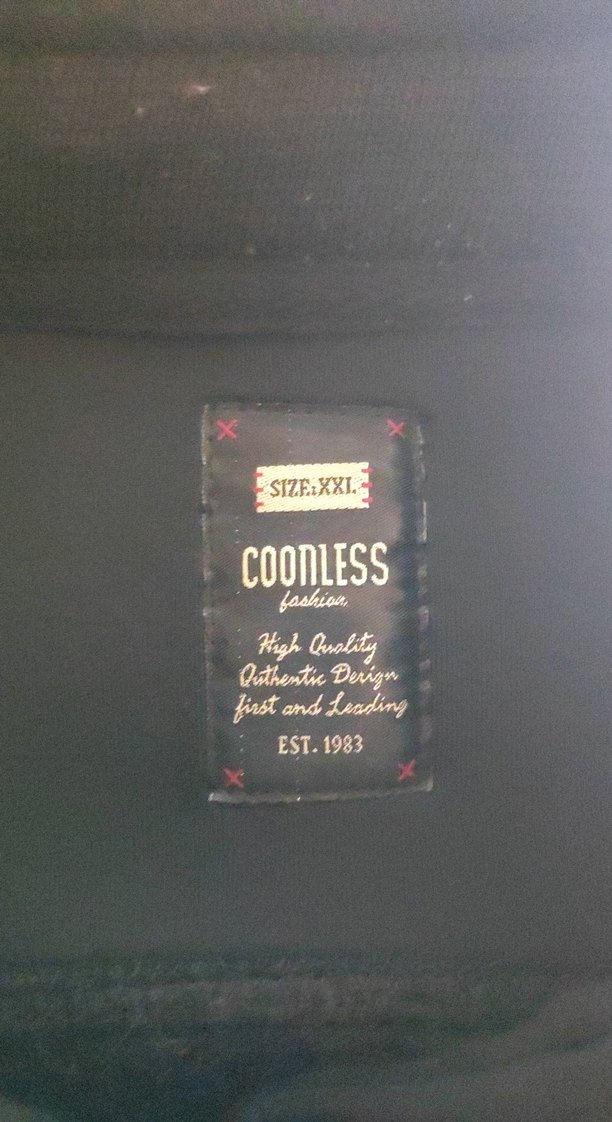 SIZE:XXL
COONLESS
fashion
High Quality
Authentic Design
first and Leading
EST. 1983